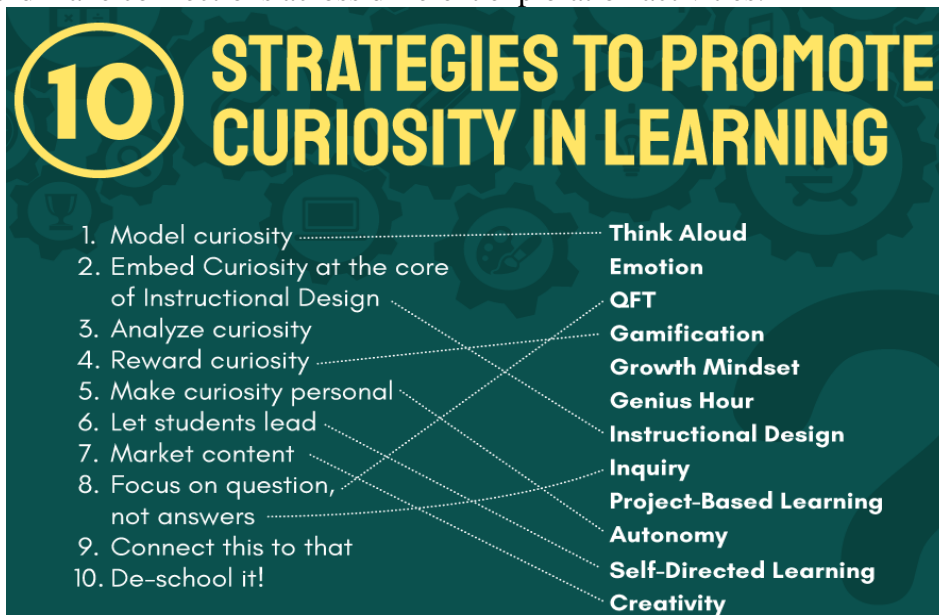 10
STRATEGIES TO PROMOTE
CURIOSITY IN LEARNING
1. Model curiosity
2. Embed Curiosity at the core
of Instructional Design
3. Analyze curiosity
4. Reward curiosity
5. Make curiosity personal
6. Let students lead
7. Market content
8. Focus on question,
not answers
9. Connect this to that
10. De-school it!
Think Aloud
Emotion
QFT
Gamification
Growth Mindset
Genius Hour
Instructional Design
Inquiry
Project-Based Learning
Autonomy
Self-Directed Learning
Creativity